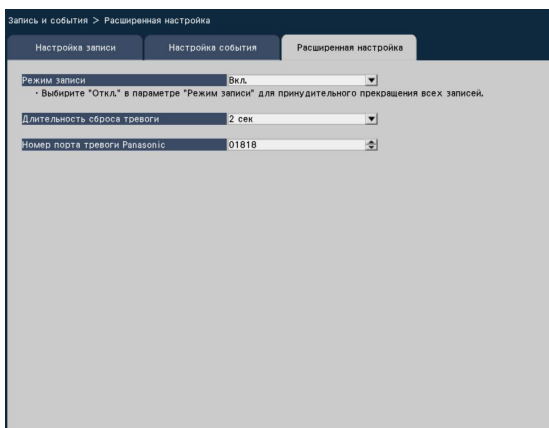 Запись и события > Расширенная настройка
Настройка записи Настройка события Расширенная настройка
Режим записи Вкл.
· Выбирите "Откл." в параметре "Режим записи" для принудительного прекращения всех записей.
Длительность сброса тревоги 2 сек
Номер порта тревоги Panasonic 01818